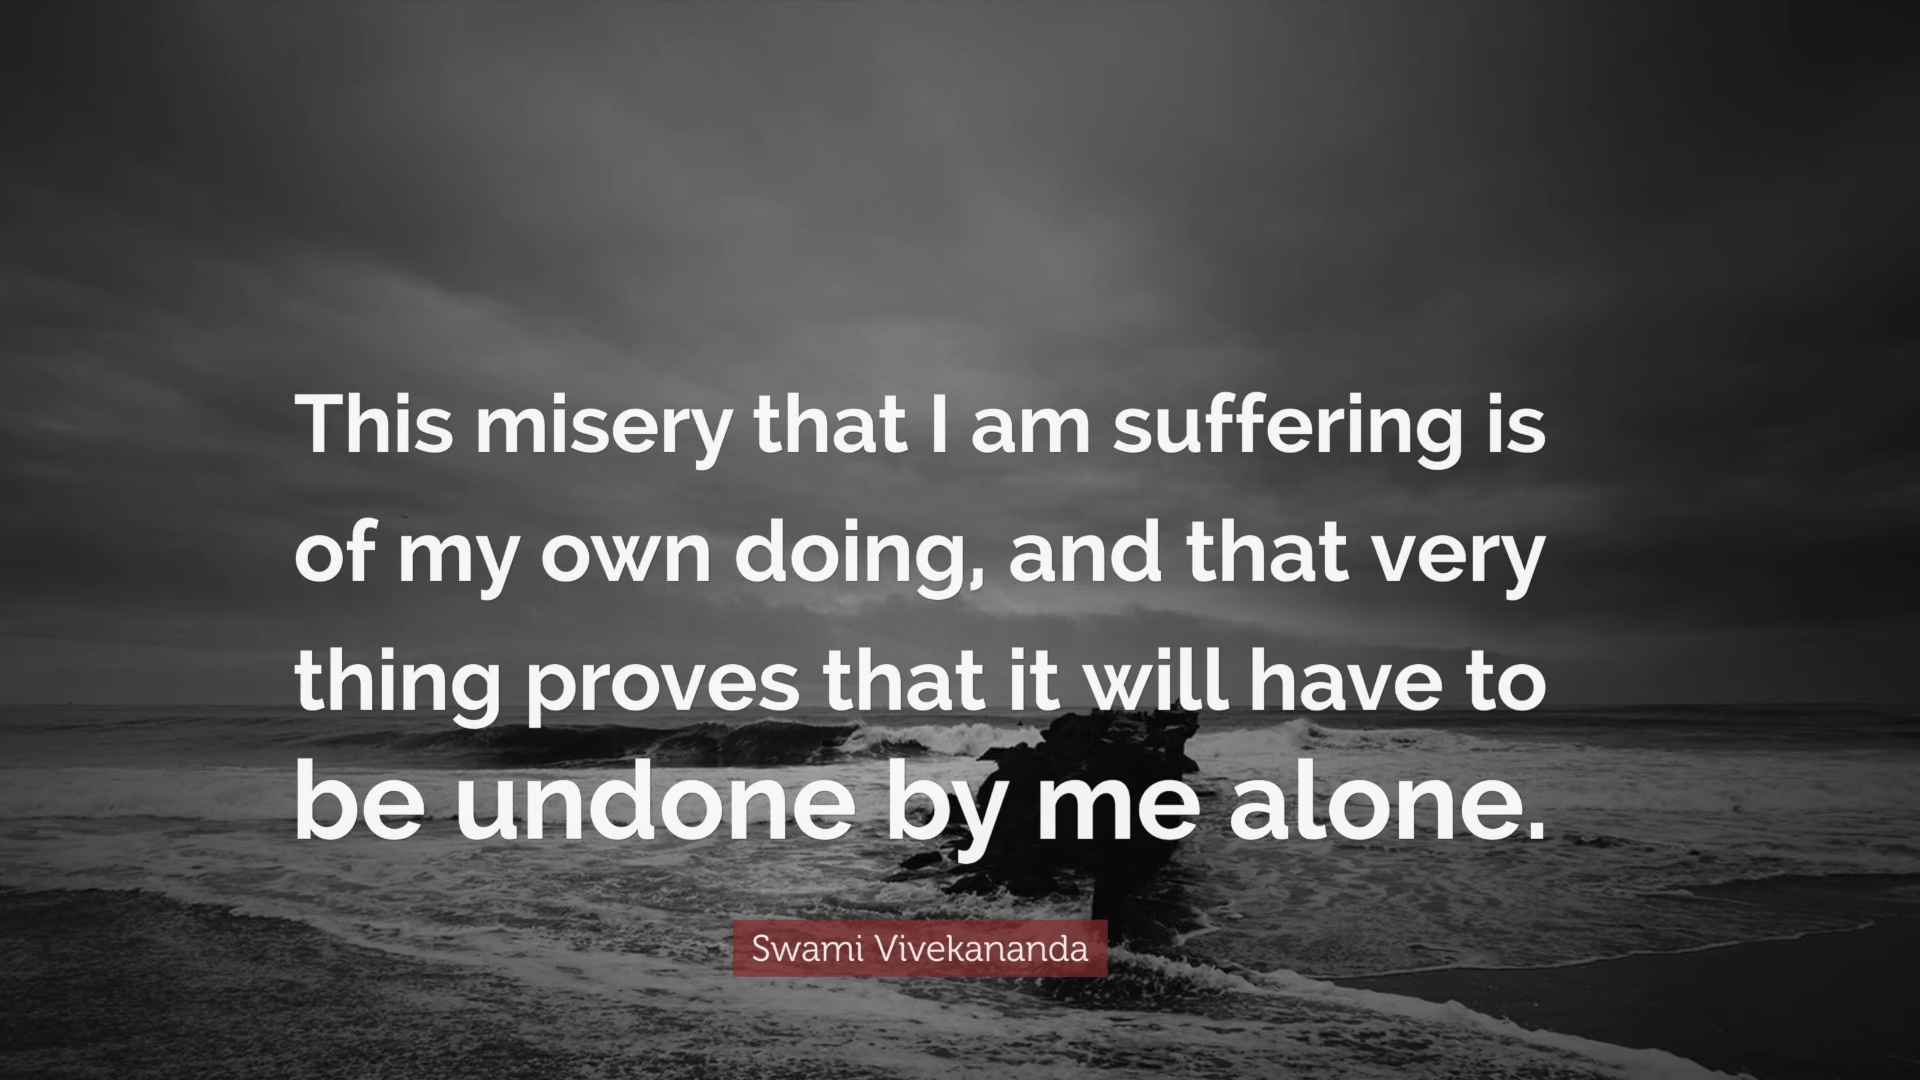 This misery that I am suffering is
of my own doing, and that very
thing proves that it will have to
be undone by me alone.
Swami Vivekananda